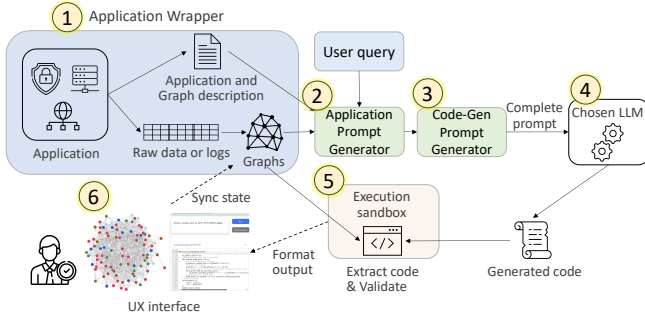 1
Application Wrapper
User query
Application and
Graph description
2
3
4
Application
Prompt
Generator
Code-Gen
Prompt
Generator
Complete
prompt
Chosen LLM
Application
Raw data or logs
Graphs
5
6
Sync state
Execution
sandbox
</>
Format
output
Extract code
& Validate
Generated code
UX interface